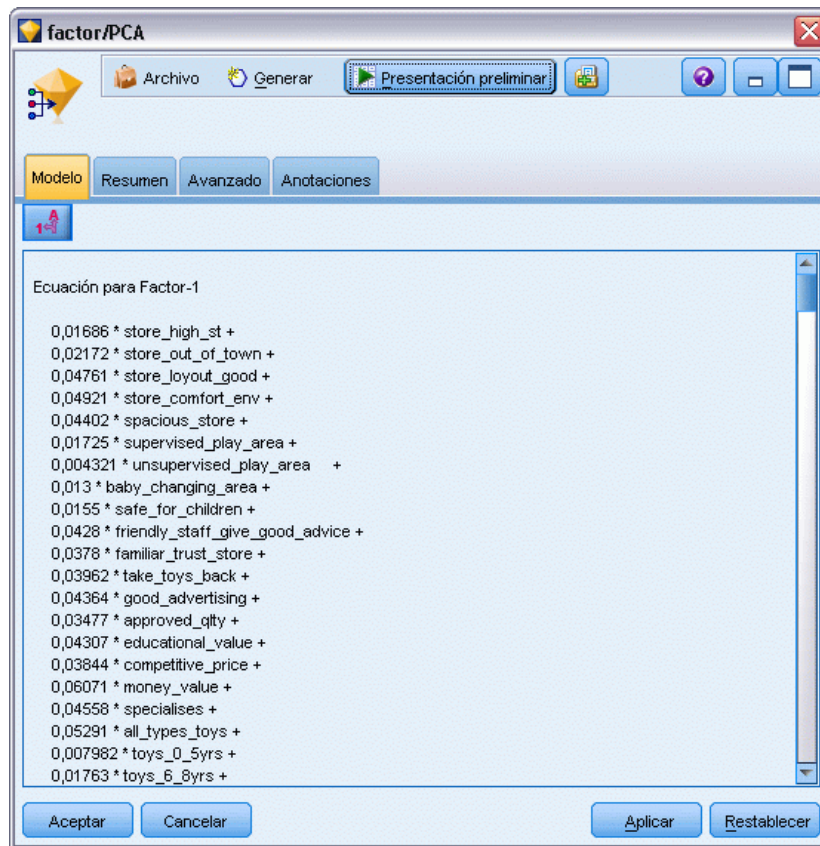 factor/PCA
Archivo Generar Presentación preliminar
Modelo Resumen Avanzado Anotaciones
Ecuación para Factor-1
0,01686 * store_high_st +
0,02172 * store_out_of_town +
0,04761 * store_loyout_good +
0,04921 * store_comfort_env +
0,04402 * spacious_store +
0,01725 * supervised_play_area +
0,004321 * unsupervised_play_area +
0,013 * baby_changing_area +
0,0155 * safe_for_children +
0,0428 * friendly_staff_give_good_advice +
0,0378 * familiar_trust_store +
0,03962 * take_toys_back +
0,04364 * good_advertising +
0,03477 * approved_qlty +
0,04307 * educational_value +
0,03844 * competitive_price +
0,06071 * money_value +
0,04558 * specialises +
0,05291 * all_types_toys +
0,007982 * toys_0_5yrs +
0,01763 * toys_6_8yrs +
Aceptar Cancelar Aplicar Restablecer